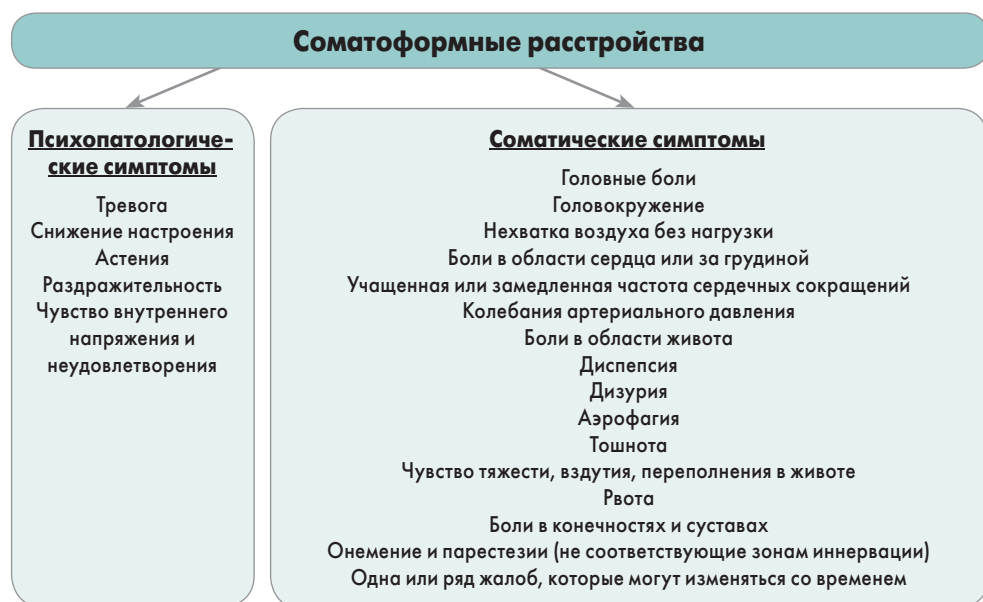 Соматоформные расстройства
Психопатологиче-
ские симптомы
Тревога
Снижение настроения
Астения
Раздражительность
Чувство внутреннего
напряжения и
неудовлетворения
Соматические симптомы
Головные боли
Головокружение
Нехватка воздуха без нагрузки
Боли в области сердца или за грудиной
Учащенная или замедленная частота сердечных сокращений
Колебания артериального давления
Боли в области живота
Диспепсия
Дизурия
Аэрофагия
Тошнота
Чувство тяжести, вздутия, переполнения в животе
Рвота
Боли в конечностях и суставах
Онемение и парестезии (не соответствующие зонам иннервации)
Одна или ряд жалоб, которые могут изменяться со временем